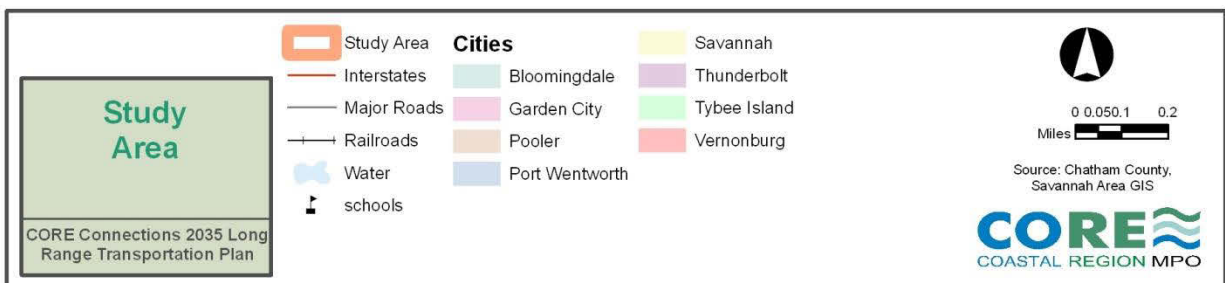 Study
Area
CORE Connections 2035 Long
Range Transportation Plan
Study Area
Interstates
Major Roads
Railroads
Water
schools
Cities
Bloomingdale
Garden City
Pooler
Port Wentworth
Savannah
Thunderbolt
Tybee Island
Vernonburg
0 0.050.1 0.2
Miles
Source: Chatham County,
Savannah Area GIS
CORE
COASTAL REGION MPO